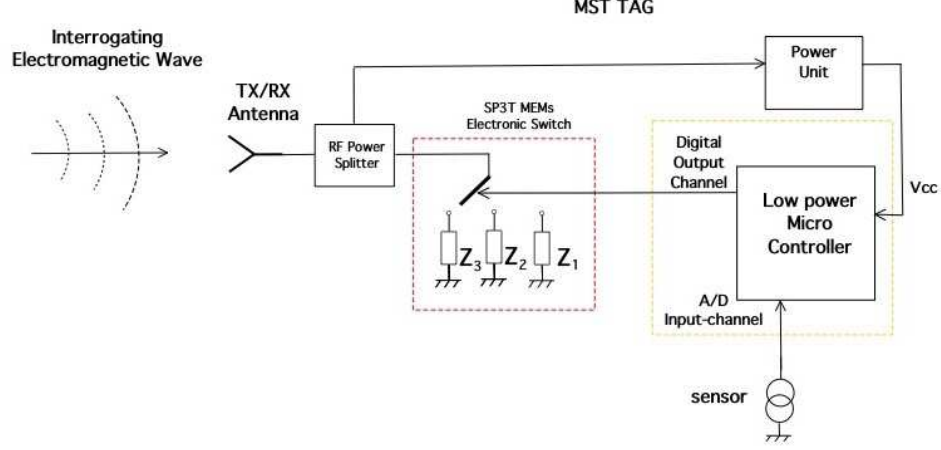 MST TAG
Interrogating
Electromagnetic Wave
TX/RX
Antenna
RF Power
Splitter
SP3T MEMs
Electronic Switch
Z3
Z2
Z1
Digital
Output
Channel
Power
Unit
Vcc
Low power
Micro
Controller
A/D
Input-channel
sensor